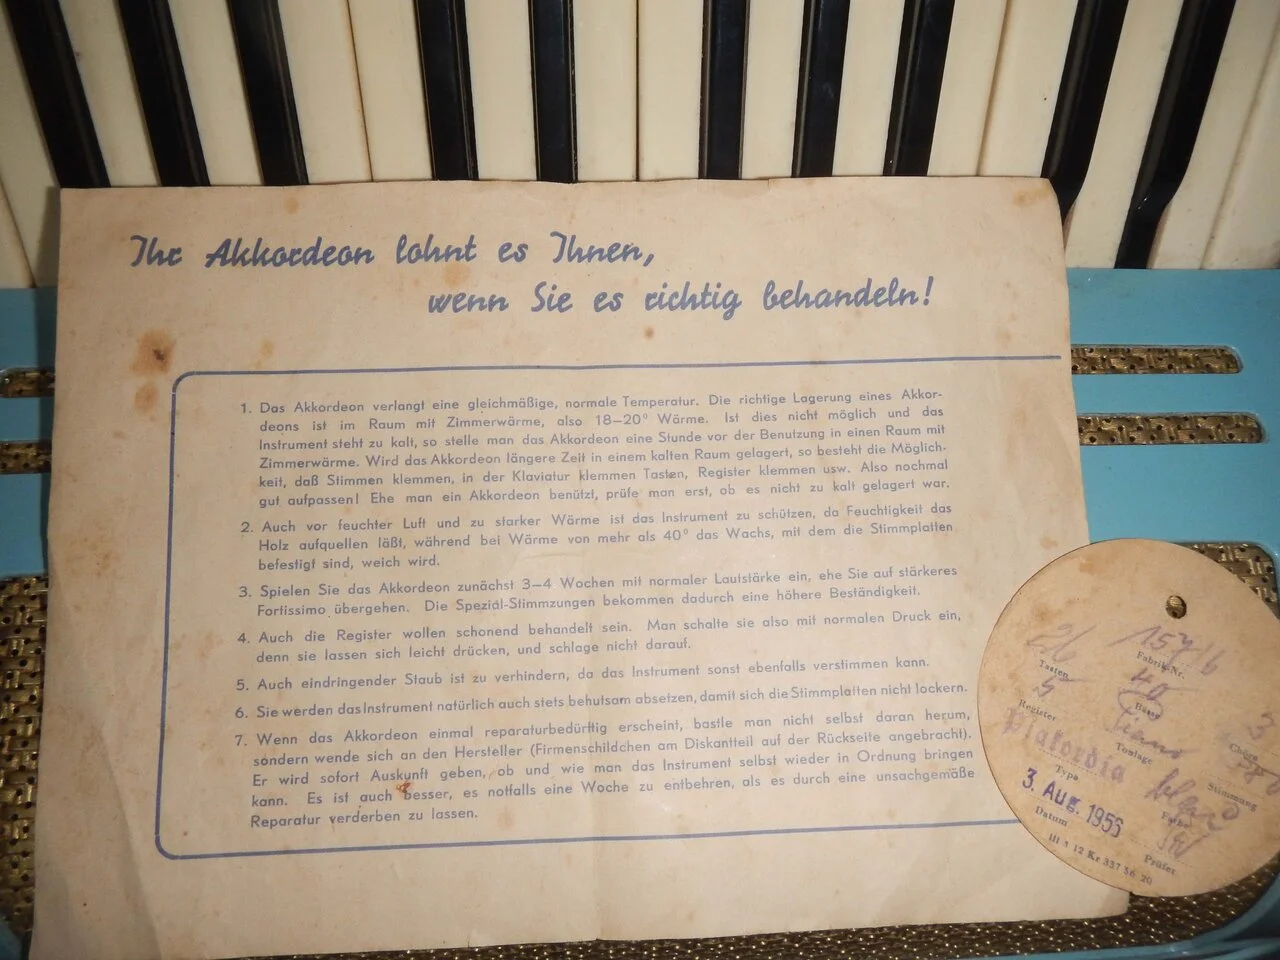 Ihr Akkordeon lohnt es Ihnen,
wenn Sie es richtig behandeln!
1. Das Akkordeon verlangt eine gleichmäßige, normale Temperatur. Die richtige Lagerung eines Akkor-
deons ist im Raum mit Zimmerwärme, also 18–20° Wärme. Ist dies nicht möglich und das
Instrument steht zu kalt, so stelle man das Akkordeon eine Stunde vor der Benutzung in einen Raum mit
Zimmerwärme. Wird das Akkordeon längere Zeit in einem kalten Raum gelagert, so besteht die Möglich-
keit, daß Stimmen klemmen, in der Klaviatur klemmen Tasten, Register klemmen usw. Also nochmal
gut aufpassen! Ehe man ein Akkordeon benützt, prüfe man erst, ob es nicht zu kalt gelagert war.
2. Auch vor feuchter Luft und zu starker Wärme ist das Instrument zu schützen, da Feuchtigkeit das
Holz aufquellen läßt, während bei Wärme von mehr als 40° das Wachs, mit dem die Stimmplatten
befestigt sind, weich wird.
3. Spielen Sie das Akkordeon zunächst 3–4 Wochen mit normaler Lautstärke ein, ehe Sie auf stärkeres
Fortissimo übergehen. Die Spezial-Stimmzungen bekommen dadurch eine höhere Beständigkeit.
4. Auch die Register wollen schonend behandelt sein. Man schalte sie also mit normalen Druck ein,
denn sie lassen sich leicht drücken, und schlage nicht darauf.
5. Auch eindringender Staub ist zu verhindern, da das Instrument sonst ebenfalls verstimmen kann.
6. Sie werden das Instrument natürlich auch stets behutsam absetzen, damit sich die Stimmplatten nicht lockern.
7. Wenn das Akkordeon einmal reparaturbedürftig erscheint, bastle man nicht selbst daran herum,
sondern wende sich an den Hersteller (Firmenschildchen am Diskantteil auf der Rückseite angebracht).
Er wird sofort Auskunft geben, ob und wie man das Instrument selbst wieder in Ordnung bringen
kann. Es ist auch besser, es notfalls eine Woche zu entbehren, als es durch eine unsachgemäße
Reparatur verderben zu lassen.
26 15716
Tasten Fabrik-Nr.
5 40 3
Register Bässe Chöre
Piano
Tonlage Stimmung
Type Farbe
3. Aug. 1956
Datum Prüfer
III 3 12 Kr 337 56 20